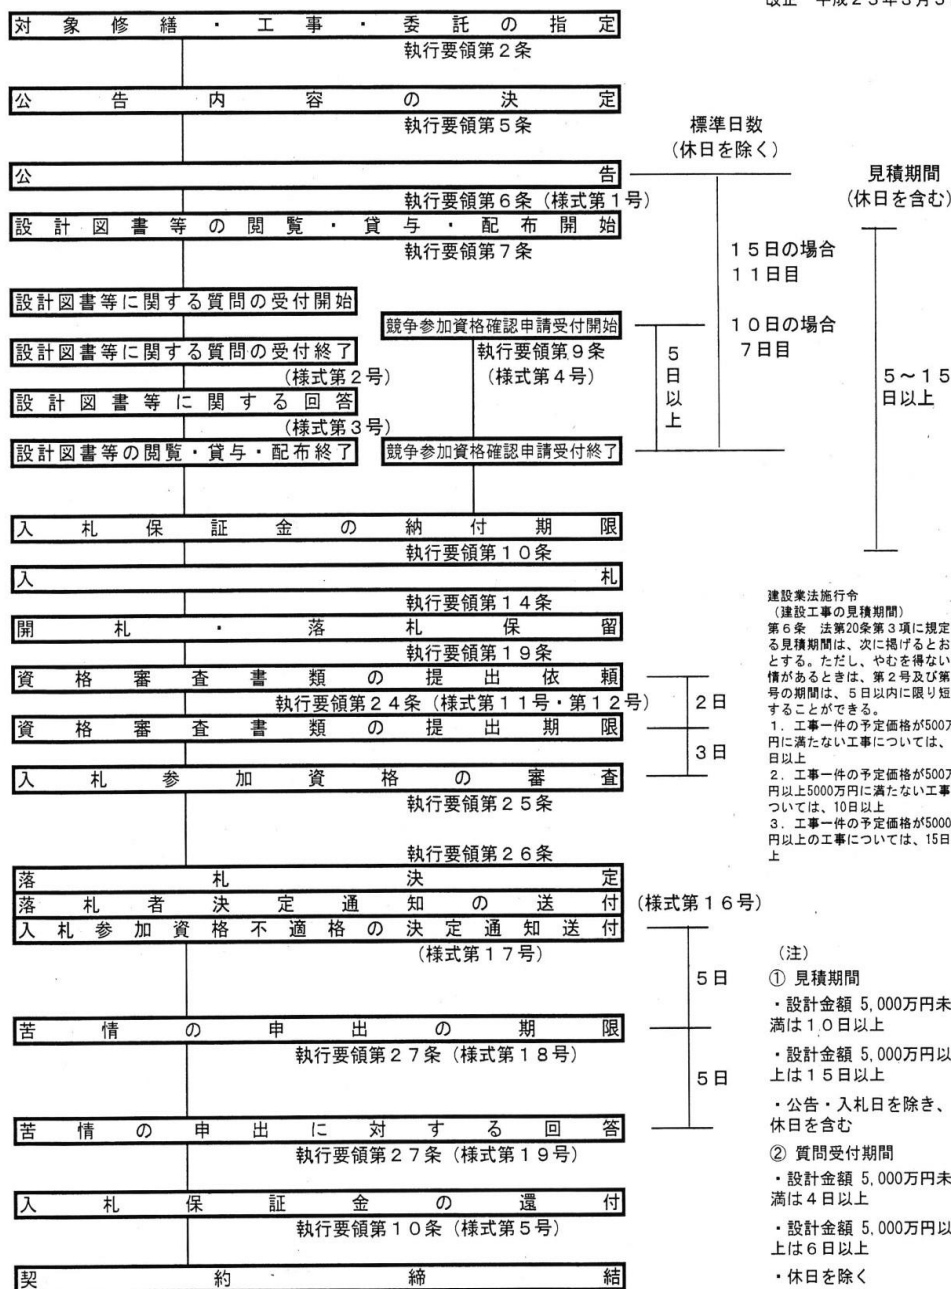 改正 平成23年3月3
対象修繕・工事・委託の指定
執行要領第2条
公告内容の決定
執行要領第5条
公告
執行要領第6条(様式第1号)
設計図書等の閲覧・貸与・配布開始
執行要領第7条
設計図書等に関する質問の受付開始
設計図書等に関する質問の受付終了
(様式第2号)
設計図書等に関する回答
(様式第3号)
設計図書等の閲覧・貸与・配布終了
競争参加資格確認申請受付開始
執行要領第9条
(様式第4号)
競争参加資格確認申請受付終了
5日以上
標準日数
(休日を除く)
15日の場合
11日目
10日の場合
7日目
見積期間
(休日を含む)
5~15
日以上
入札保証金の納付期限
執行要領第10条
入札
執行要領第14条
開札・落札保留
執行要領第19条
資格審査書類の提出依頼
執行要領第24条(様式第11号・第12号)
2日
資格審査書類の提出期限
3日
入札参加資格の審査
執行要領第25条
執行要領第26条
落札決定
落札者決定通知の送付
(様式第16号)
入札参加資格不適格の決定通知送付
(様式第17号)
5日
苦情の申出の期限
執行要領第27条(様式第18号)
5日
苦情の申出に対する回答
執行要領第27条(様式第19号)
入札保証金の還付
執行要領第10条(様式第5号)
契約締結
建設業法施行令
(建設工事の見積期間)
第6条 法第20条第3項に規定
る見積期間は、次に掲げるとお
とする。ただし、やむを得ない
情があるときは、第2号及び第
号の期間は、5日以内に限り短
することができる。
1.工事一件の予定価格が500万
円に満たない工事については、
日以上
2.工事一件の予定価格が500万
円以上5000万円に満たない工事
ついては、10日以上
3.工事一件の予定価格が5000
円以上の工事については、15日
上
(注)
① 見積期間
・設計金額 5,000万円未
満は10日以上
・設計金額 5,000万円以
上は15日以上
・公告・入札日を除き、
休日を含む
② 質問受付期間
・設計金額 5,000万円未
満は4日以上
・設計金額 5,000万円以
上は6日以上
・休日を除く